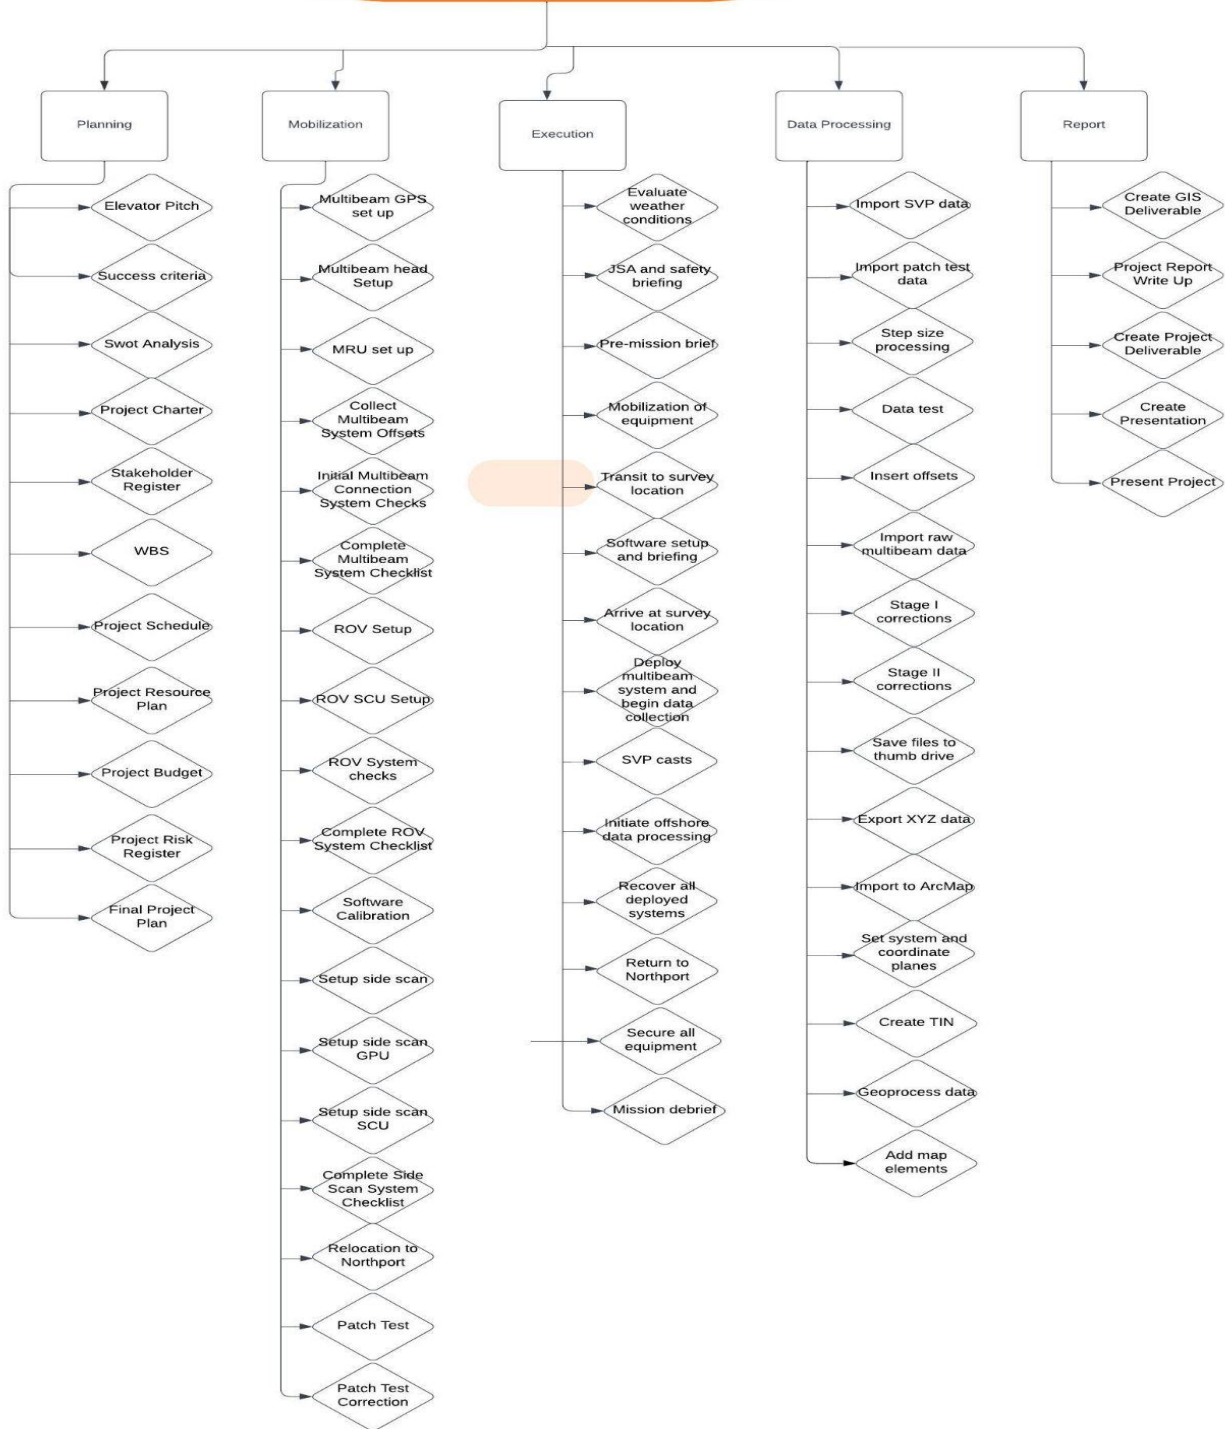 Planning
Elevator Pitch
Success criteria
Swot Analysis
Project Charter
Stakeholder
Register
WBS
Project Schedule
Project Resource
Plan
Project Budget
Project Risk
Register
Final Project
Plan
Mobilization
Multibeam GPS
set up
Multibeam head
Setup
MRU set up
Collect
Multibeam
System Offsets
Initial Multibeam
Connection
System Checks
Complete
Multibeam
System Checklist
ROV Setup
ROV SCU Setup
ROV System
checks
Complete ROV
System Checklist
Software
Calibration
Setup side scan
Setup side scan
GPU
Setup side scan
SCU
Complete Side
Scan System
Checklist
Relocation to
Northport
Patch Test
Patch Test
Correction
Execution
Evaluate
weather
conditions
JSA and safety
briefing
Pre-mission brief
Mobilization of
equipment
Transit to survey
location
Software setup
and briefing
Arrive at survey
location
Deploy
multibeam
system and
begin data
collection
SVP casts
Initiate offshore
data processing
Recover all
deployed
systems
Return to
Northport
Secure all
equipment
Mission debrief
Data Processing
Import SVP data
Import patch test
data
Step size
processing
Data test
Insert offsets
Import raw
multibeam data
Stage I
corrections
Stage II
corrections
Save files to
thumb drive
Export XYZ data
Import to ArcMap
Set system and
coordinate
planes
Create TIN
Geoprocess data
Add map
elements
Report
Create GIS
Deliverable
Project Report
Write Up
Create Project
Deliverable
Create
Presentation
Present Project